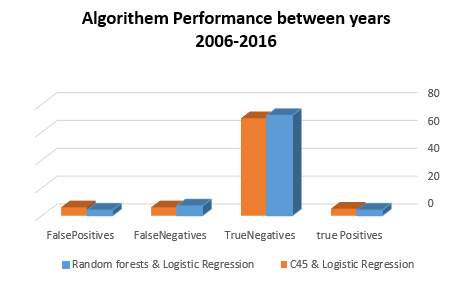 Algorithem Performance between years
2006-2016
80
60
40
20
0
FalsePositives FalseNegatives TrueNegatives true Positives
Random forests & Logistic Regression C45 & Logistic Regression